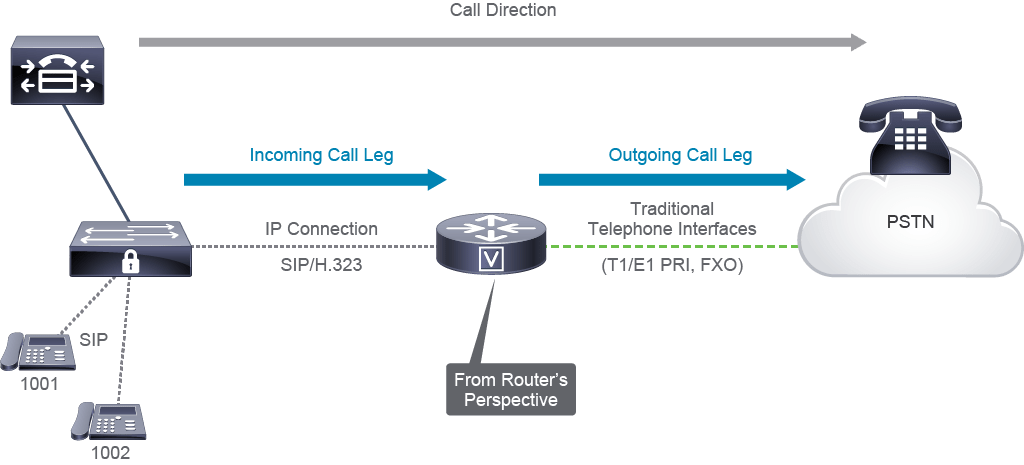 Call Direction
Incoming Call Leg
Outgoing Call Leg
IP Connection
SIP/H.323
Traditional
Telephone Interfaces
(T1/E1 PRI, FXO)
PSTN
V
SIP
1001
1002
From Router's
Perspective